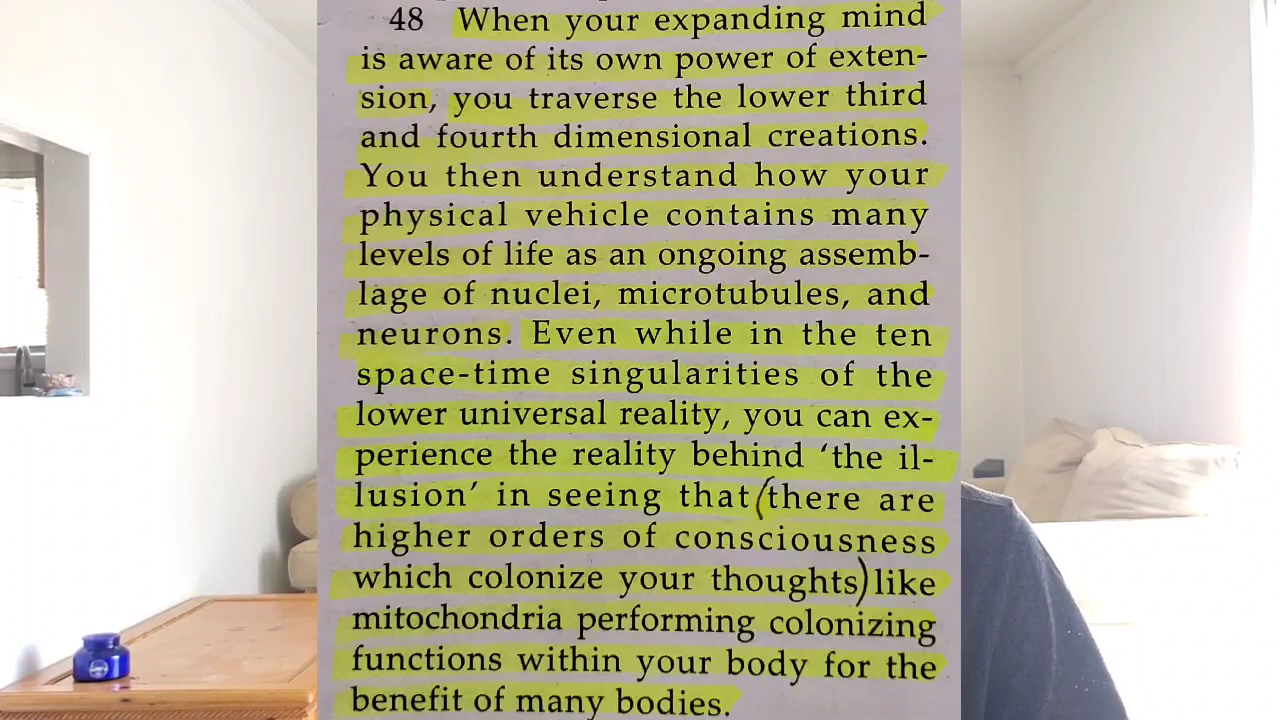 48 When your expanding mind
is aware of its own power of exten-
sion, you traverse the lower third
and fourth dimensional creations.
You then understand how your
physical vehicle contains many
levels of life as an ongoing assemb-
lage of nuclei, microtubules, and
neurons. Even while in the ten
space-time singularities of the
lower universal reality, you can ex-
perience the reality behind ‘the il-
lusion’ in seeing that (there are
higher orders of consciousness
which colonize your thoughts) like
mitochondria performing colonizing
functions within your body for the
benefit of many bodies.